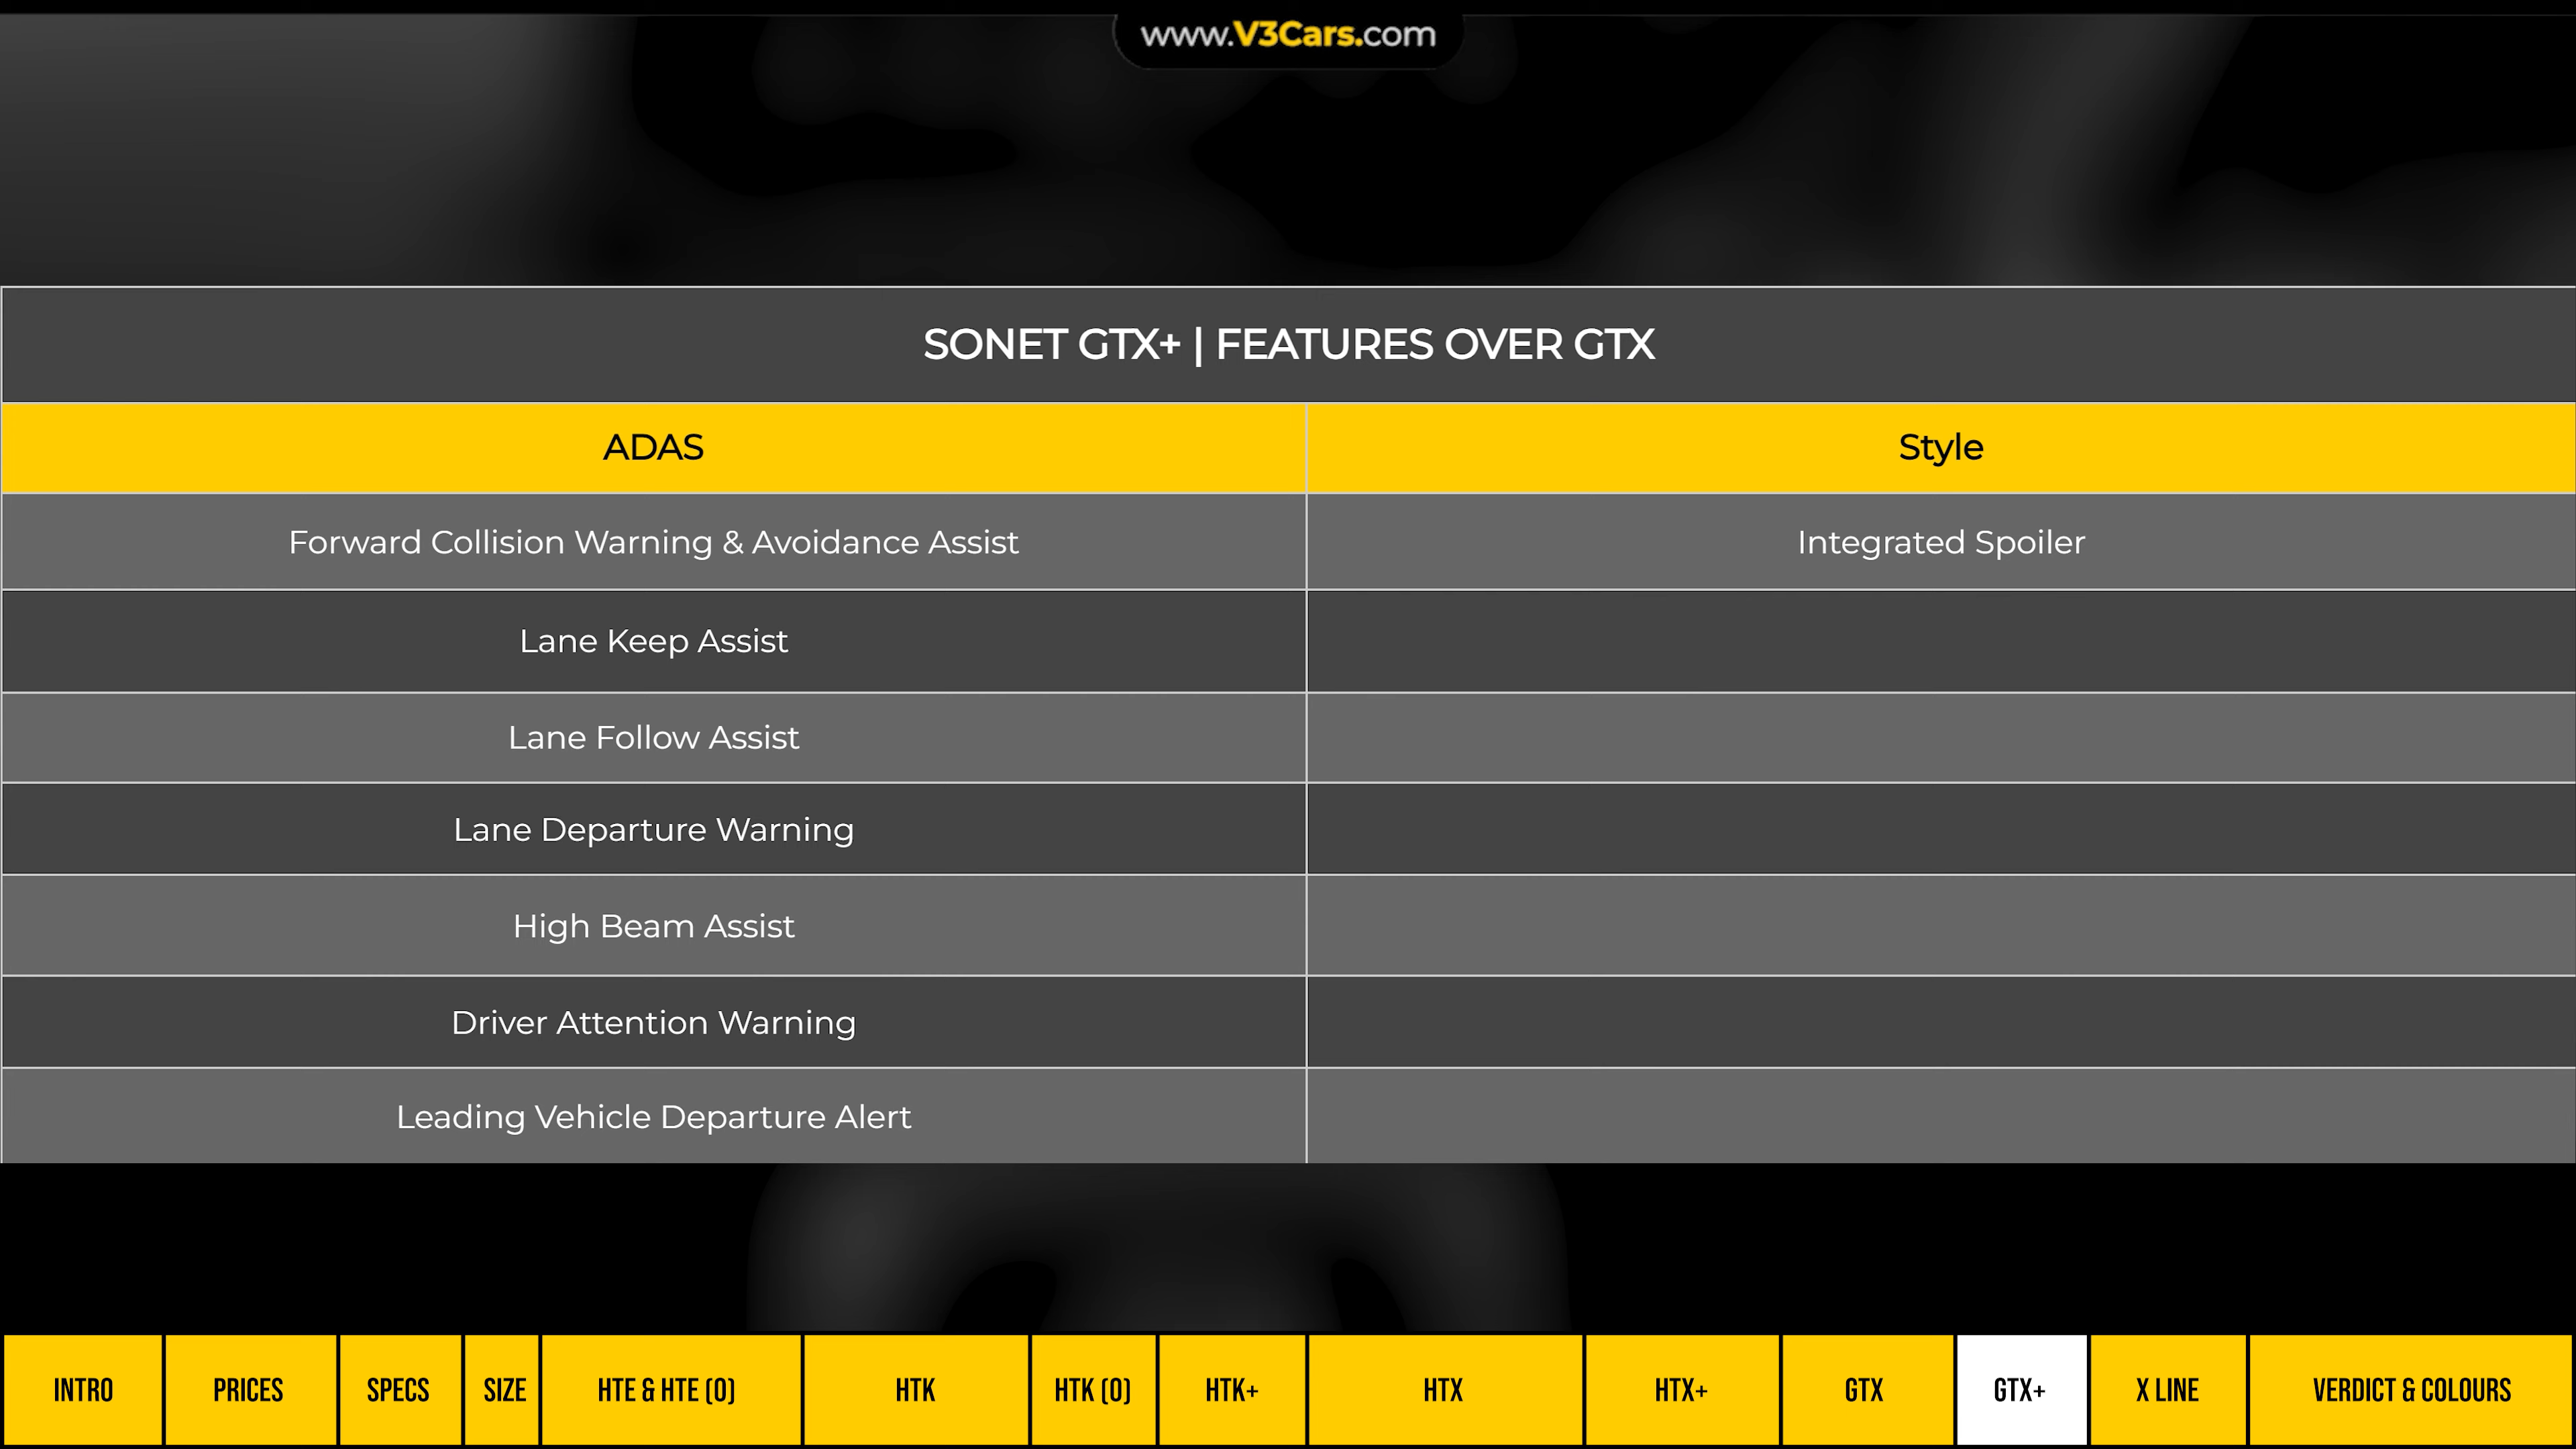 www.V3Cars.com
SONET GTX+ | FEATURES OVER GTX
ADAS Style
Forward Collision Warning & Avoidance Assist Integrated Spoiler
Lane Keep Assist
Lane Follow Assist
Lane Departure Warning
High Beam Assist
Driver Attention Warning
Leading Vehicle Departure Alert
INTRO PRICES SPECS SIZE HTE & HTE (O) HTK HTK (O) HTK+ HTX HTX+ GTX GTX+ X LINE VERDICT & COLOURS